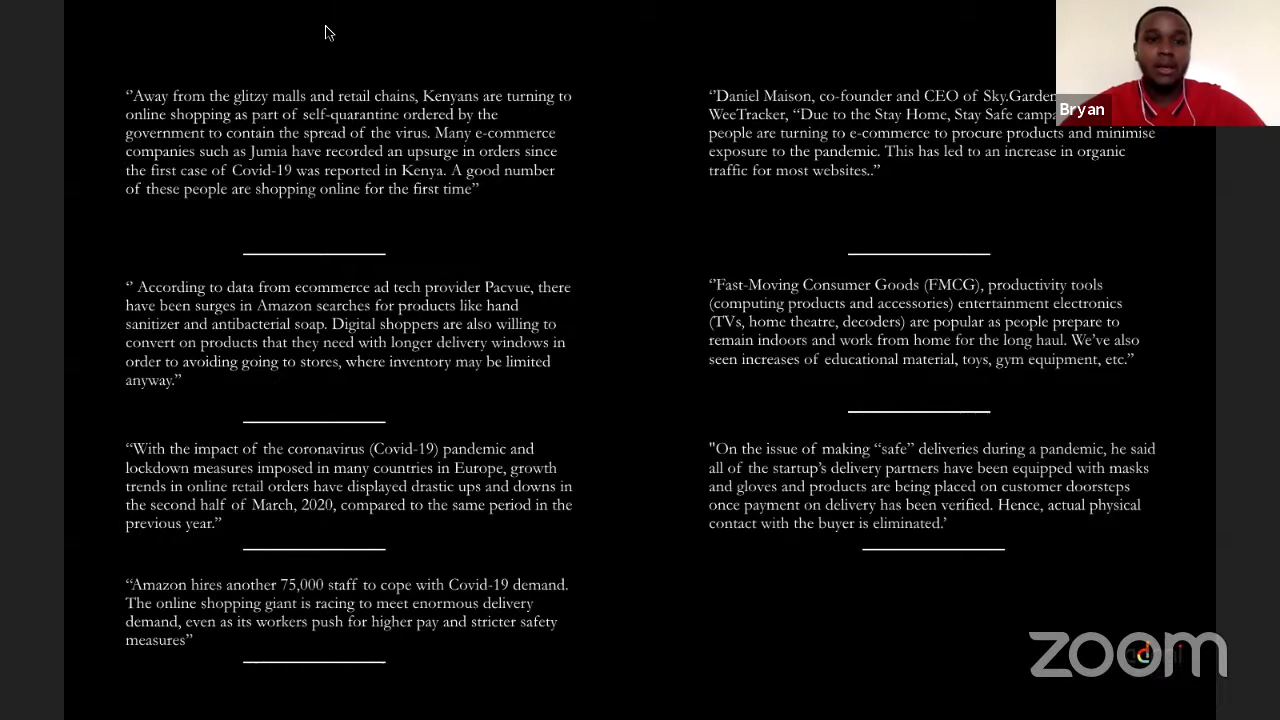 ‘’Away from the glitzy malls and retail chains, Kenyans are turning to
online shopping as part of self-quarantine ordered by the
government to contain the spread of the virus. Many e-commerce
companies such as Jumia have recorded an upsurge in orders since
the first case of Covid-19 was reported in Kenya. A good number
of these people are shopping online for the first time”
‘’ According to data from ecommerce ad tech provider Pacvue, there
have been surges in Amazon searches for products like hand
sanitizer and antibacterial soap. Digital shoppers are also willing to
convert on products that they need with longer delivery windows in
order to avoiding going to stores, where inventory may be limited
anyway.”
“With the impact of the coronavirus (Covid-19) pandemic and
lockdown measures imposed in many countries in Europe, growth
trends in online retail orders have displayed drastic ups and downs in
the second half of March, 2020, compared to the same period in the
previous year.”
“Amazon hires another 75,000 staff to cope with Covid-19 demand.
The online shopping giant is racing to meet enormous delivery
demand, even as its workers push for higher pay and stricter safety
measures”
‘’Daniel Maison, co-founder and CEO of Sky.Garden
WeeTracker, “Due to the Stay Home, Stay Safe
people are turning to e-commerce to procure products and minimise
exposure to the pandemic. This has led to an increase in organic
traffic for most websites..”
‘’Fast-Moving Consumer Goods (FMCG), productivity tools
(computing products and accessories) entertainment electronics
(TVs, home theatre, decoders) are popular as people prepare to
remain indoors and work from home for the long haul. We’ve also
seen increases of educational material, toys, gym equipment, etc.”
"On the issue of making “safe” deliveries during a pandemic, he said
all of the startup’s delivery partners have been equipped with masks
and gloves and products are being placed on customer doorsteps
once payment on delivery has been verified. Hence, actual physical
contact with the buyer is eliminated.’
Bryan
zoom